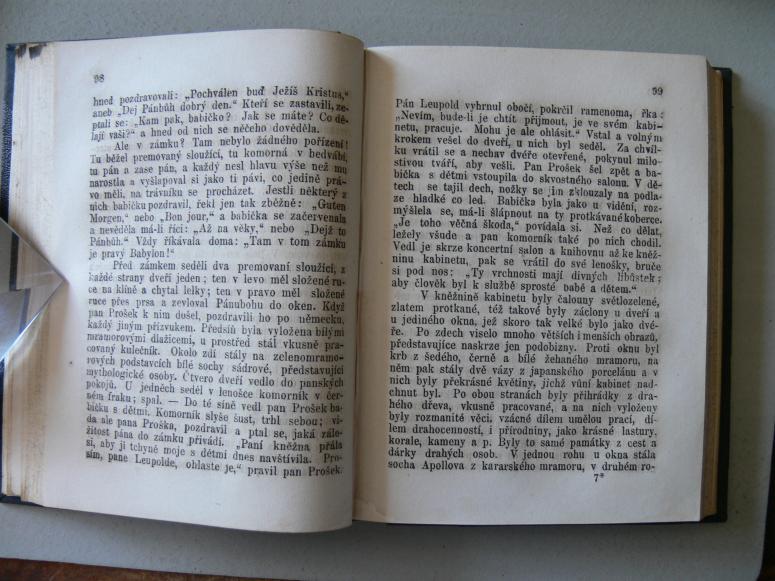 98
hned pozdravovali: „Pochválen buď Ježíš Kristus,“
aneb „Dej Pánbůh dobrý den.“ Kteří se zastavili, ze-
ptali se: „Kam pak, babičko? Jak se máte? Co dě-
lají vaši?“ a hned od nich se něčeho dověděla.
Ale v zámku? Tam nebylo žádného pořízení!
Tu běžel premovaný sloužící, tu komorná v hedvábí,
tu pán a zase pán, a každý nesl hlavu výše než mu
narostla a vyšlapoval si jako ti pávi, co jedině prá-
vo měli, na trávníku se procházet. Jestli některý z
nich babičku pozdravil, řekl jen tak zběžně: „Guten
Morgen,“ nebo „Bon jour,“ a babička se začervenala
a nevěděla má-li říci: „Až na věky,“ nebo „Dejž to
Pánbůh.“ Vždy říkávala doma: „Tam v tom zámku
je pravý Babylon!“
Před zámkem seděli dva premovaní sloužící, z
každé strany dveří jeden; ten v levo měl složené ru-
ce na klíně a chytal lelky; ten v pravo měl složené
ruce přes prsa a zevloval Pánubohu do oken. Když
pan Prošek k nim došel, pozdravili ho po německu,
každý jiným přízvukem. Předsíň byla vyložena bílými
mramorovými dlažicemi, u prostřed stál vkusně pra-
covaný kulečník. Okolo zdí stály na zelenomramo-
rových podstavcích bílé sochy sádrové, představující
mythologické osoby. Čtvero dveří vedlo do panských
pokojů. U jedněch seděl v lenošce komorník v čer-
ném fraku; spal. — Do té síně vedl pan Prošek ba-
bičku s dětmi. Komorník slyše šust, trhl sebou; vi-
da ale pana Proška, pozdravil a ptal se, jaká zále-
žitost pána do zámku přivádí. „Paní kněžna přála
si, aby jí tchyně moje s dětmi dnes navštívila. Pro-
sím, pane Leupolde, ohlaste je,“ pravil pan Prošek.
99
Pán Leupold vyhrnul obočí, pokrčil ramenoma, řka:
„Nevím, bude-li je chtít přijmout, je ve svém kabi-
netu, pracuje. Mohu je ale ohlásit.“ Vstal a volným
krokem vešel do dveří, u nich byl seděl. Za chvil-
ku vrátil se a nechav dvéře otevřené, pokynul milo-
stivou tváří, aby vešli. Pan Prošek šel zpět a ba-
bička s dětmi vstoupila do skvostného salonu. V dě-
tech se tajil dech, nožky se jim zklouzaly na podla-
ze hladké co led. Babička byla jako u vidění, roz-
mýšlela se, má-li šlápnout na ty protkávané koberce.
„Je toho věčná škoda,“ povídala si. Než co dělat,
ležely všude a pan komorník také po nich chodil.
Vedl je skrze koncertní salon a knihovnu až ke kněž-
ninu kabinetu, pak se vrátil do své lenošky, bruče
si pod nos: „Ty vrchnosti mají divných libůstek;
aby člověk byl k službě sprosté babě a dětem.“
V kněžnině kabinetu byly čalouny světlozelené,
zlatem protkané, též takové byly záclony u dveří a
u jediného okna, jež skoro tak velké bylo jako dvé-
ře. Po zdech viselo mnoho větších i menších obrazů,
představujíce naskrze jen podobizny. Proti oknu byl
krb z šedého, černě a bíle žehaného mramoru, na
něm pak stály dvě vázy z japanského porcelánu a v
nich byly překrásné květiny, jichž vůní kabinet nad-
chnut byl. Po obou stranách byly přihrádky z dra-
hého dřeva, vkusně pracované, a na nich vyloženy
byly rozmanité věci, vzácné dílem umělou prací, dí-
lem drahocenností, i přírodniny, jako krásné lastury,
korale, kameny a p. Byly to samé památky z cest a
dárky drahých osob. V jednou rohu u okna stála
socha Apollova z kararského mramoru, v druhém ro-
7*